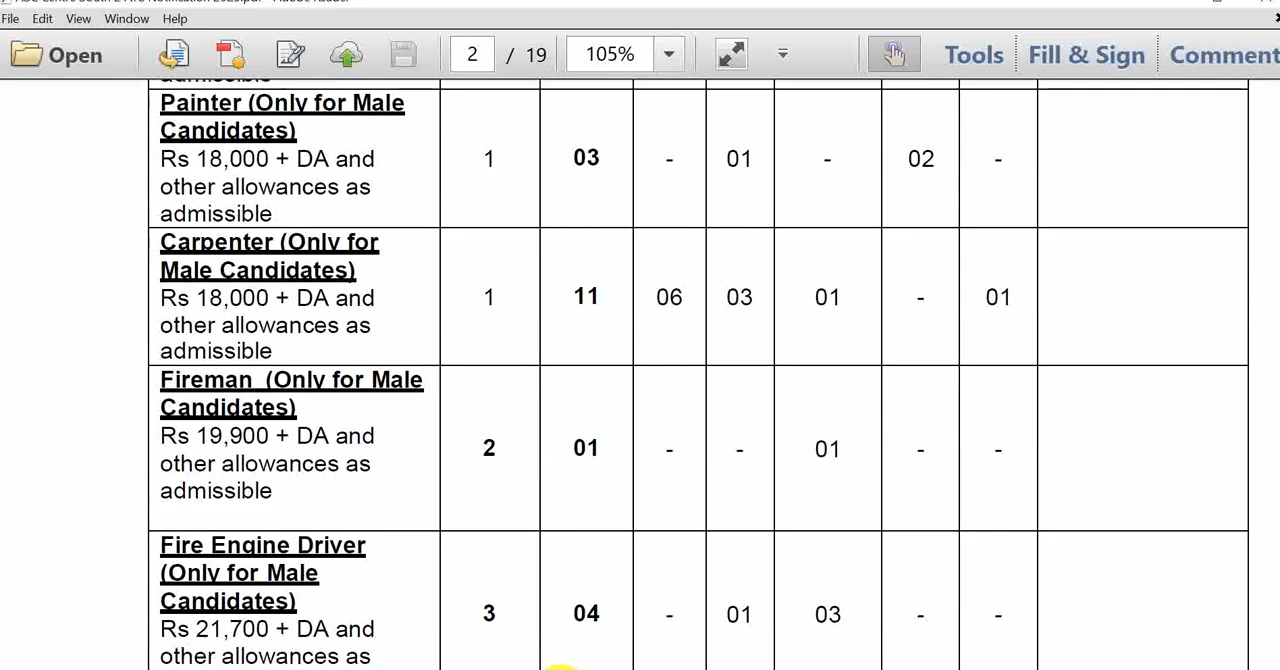 File Edit View Window Help
Open 2 / 19 105% Tools Fill & Sign Comment
admissible
Painter (Only for Male
Candidates)
Rs 18,000 + DA and
other allowances as
admissible
1 03 - 01 - 02 -
Carpenter (Only for
Male Candidates)
Rs 18,000 + DA and
other allowances as
admissible
1 11 06 03 01 - 01
Fireman (Only for Male
Candidates)
Rs 19,900 + DA and
other allowances as
admissible
2 01 - - 01 - -
Fire Engine Driver
(Only for Male
Candidates)
Rs 21,700 + DA and
other allowances as
3 04 - 01 03 - -